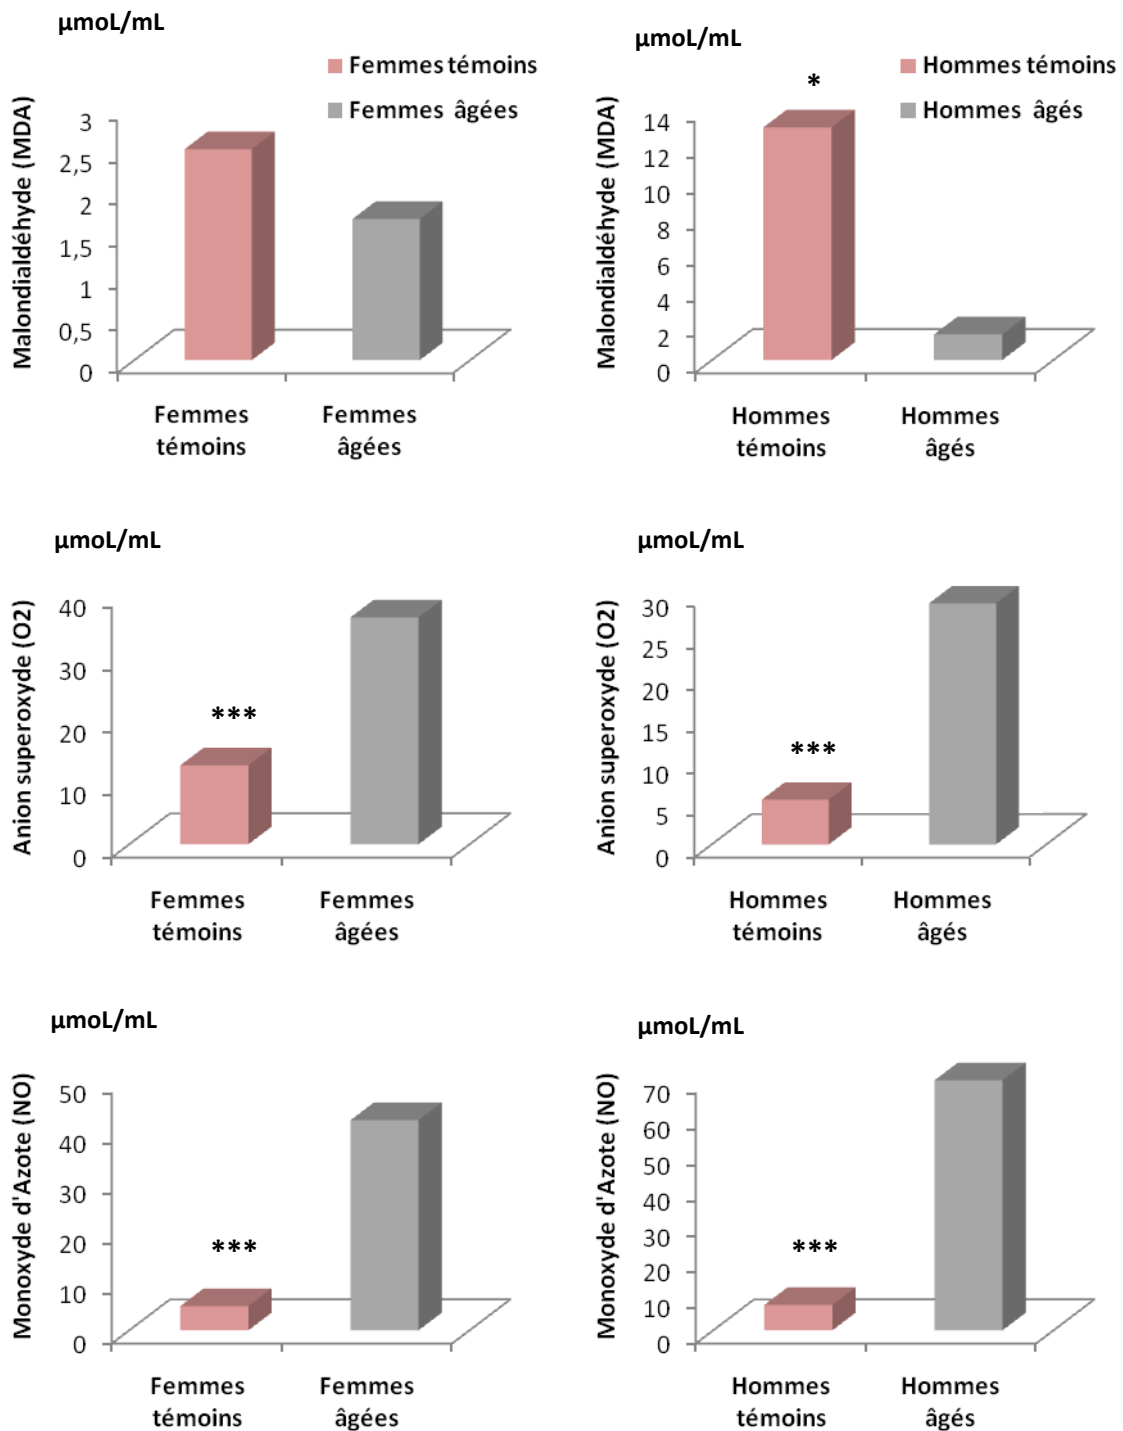 µmoL/mL
Femmes témoins
Femmes âgées
Malondialdéhyde (MDA)
3
2,5
2
1,5
1
0,5
0
Femmes témoins
Femmes âgées
µmoL/mL
*
Hommes témoins
Hommes âgés
Malondialdéhyde (MDA)
14
12
10
8
6
4
2
0
Hommes témoins
Hommes âgés
µmoL/mL
Anion superoxyde (O2)
40
30
20
10
0
***
Femmes témoins
Femmes âgées
µmoL/mL
Anion superoxyde (O2)
30
25
20
15
10
5
0
***
Hommes témoins
Hommes âgés
µmoL/mL
Monoxyde d'Azote (NO)
50
40
30
20
10
0
***
Femmes témoins
Femmes âgées
µmoL/mL
Monoxyde d'Azote (NO)
70
60
50
40
30
20
10
0
***
Hommes témoins
Hommes âgés